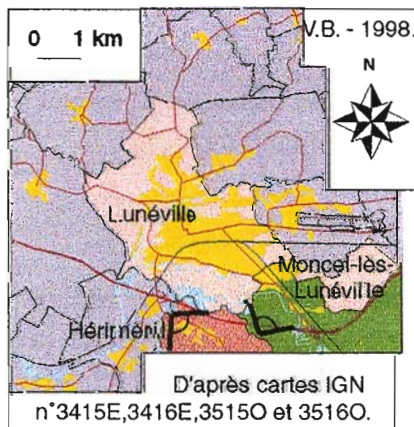 0 1 km
V.B. - 1998.
N
Lunéville
Moncel-lès-
Lunéville
Hériménil
D'après cartes IGN
n°3415E,3416E,3515O et 3516O.